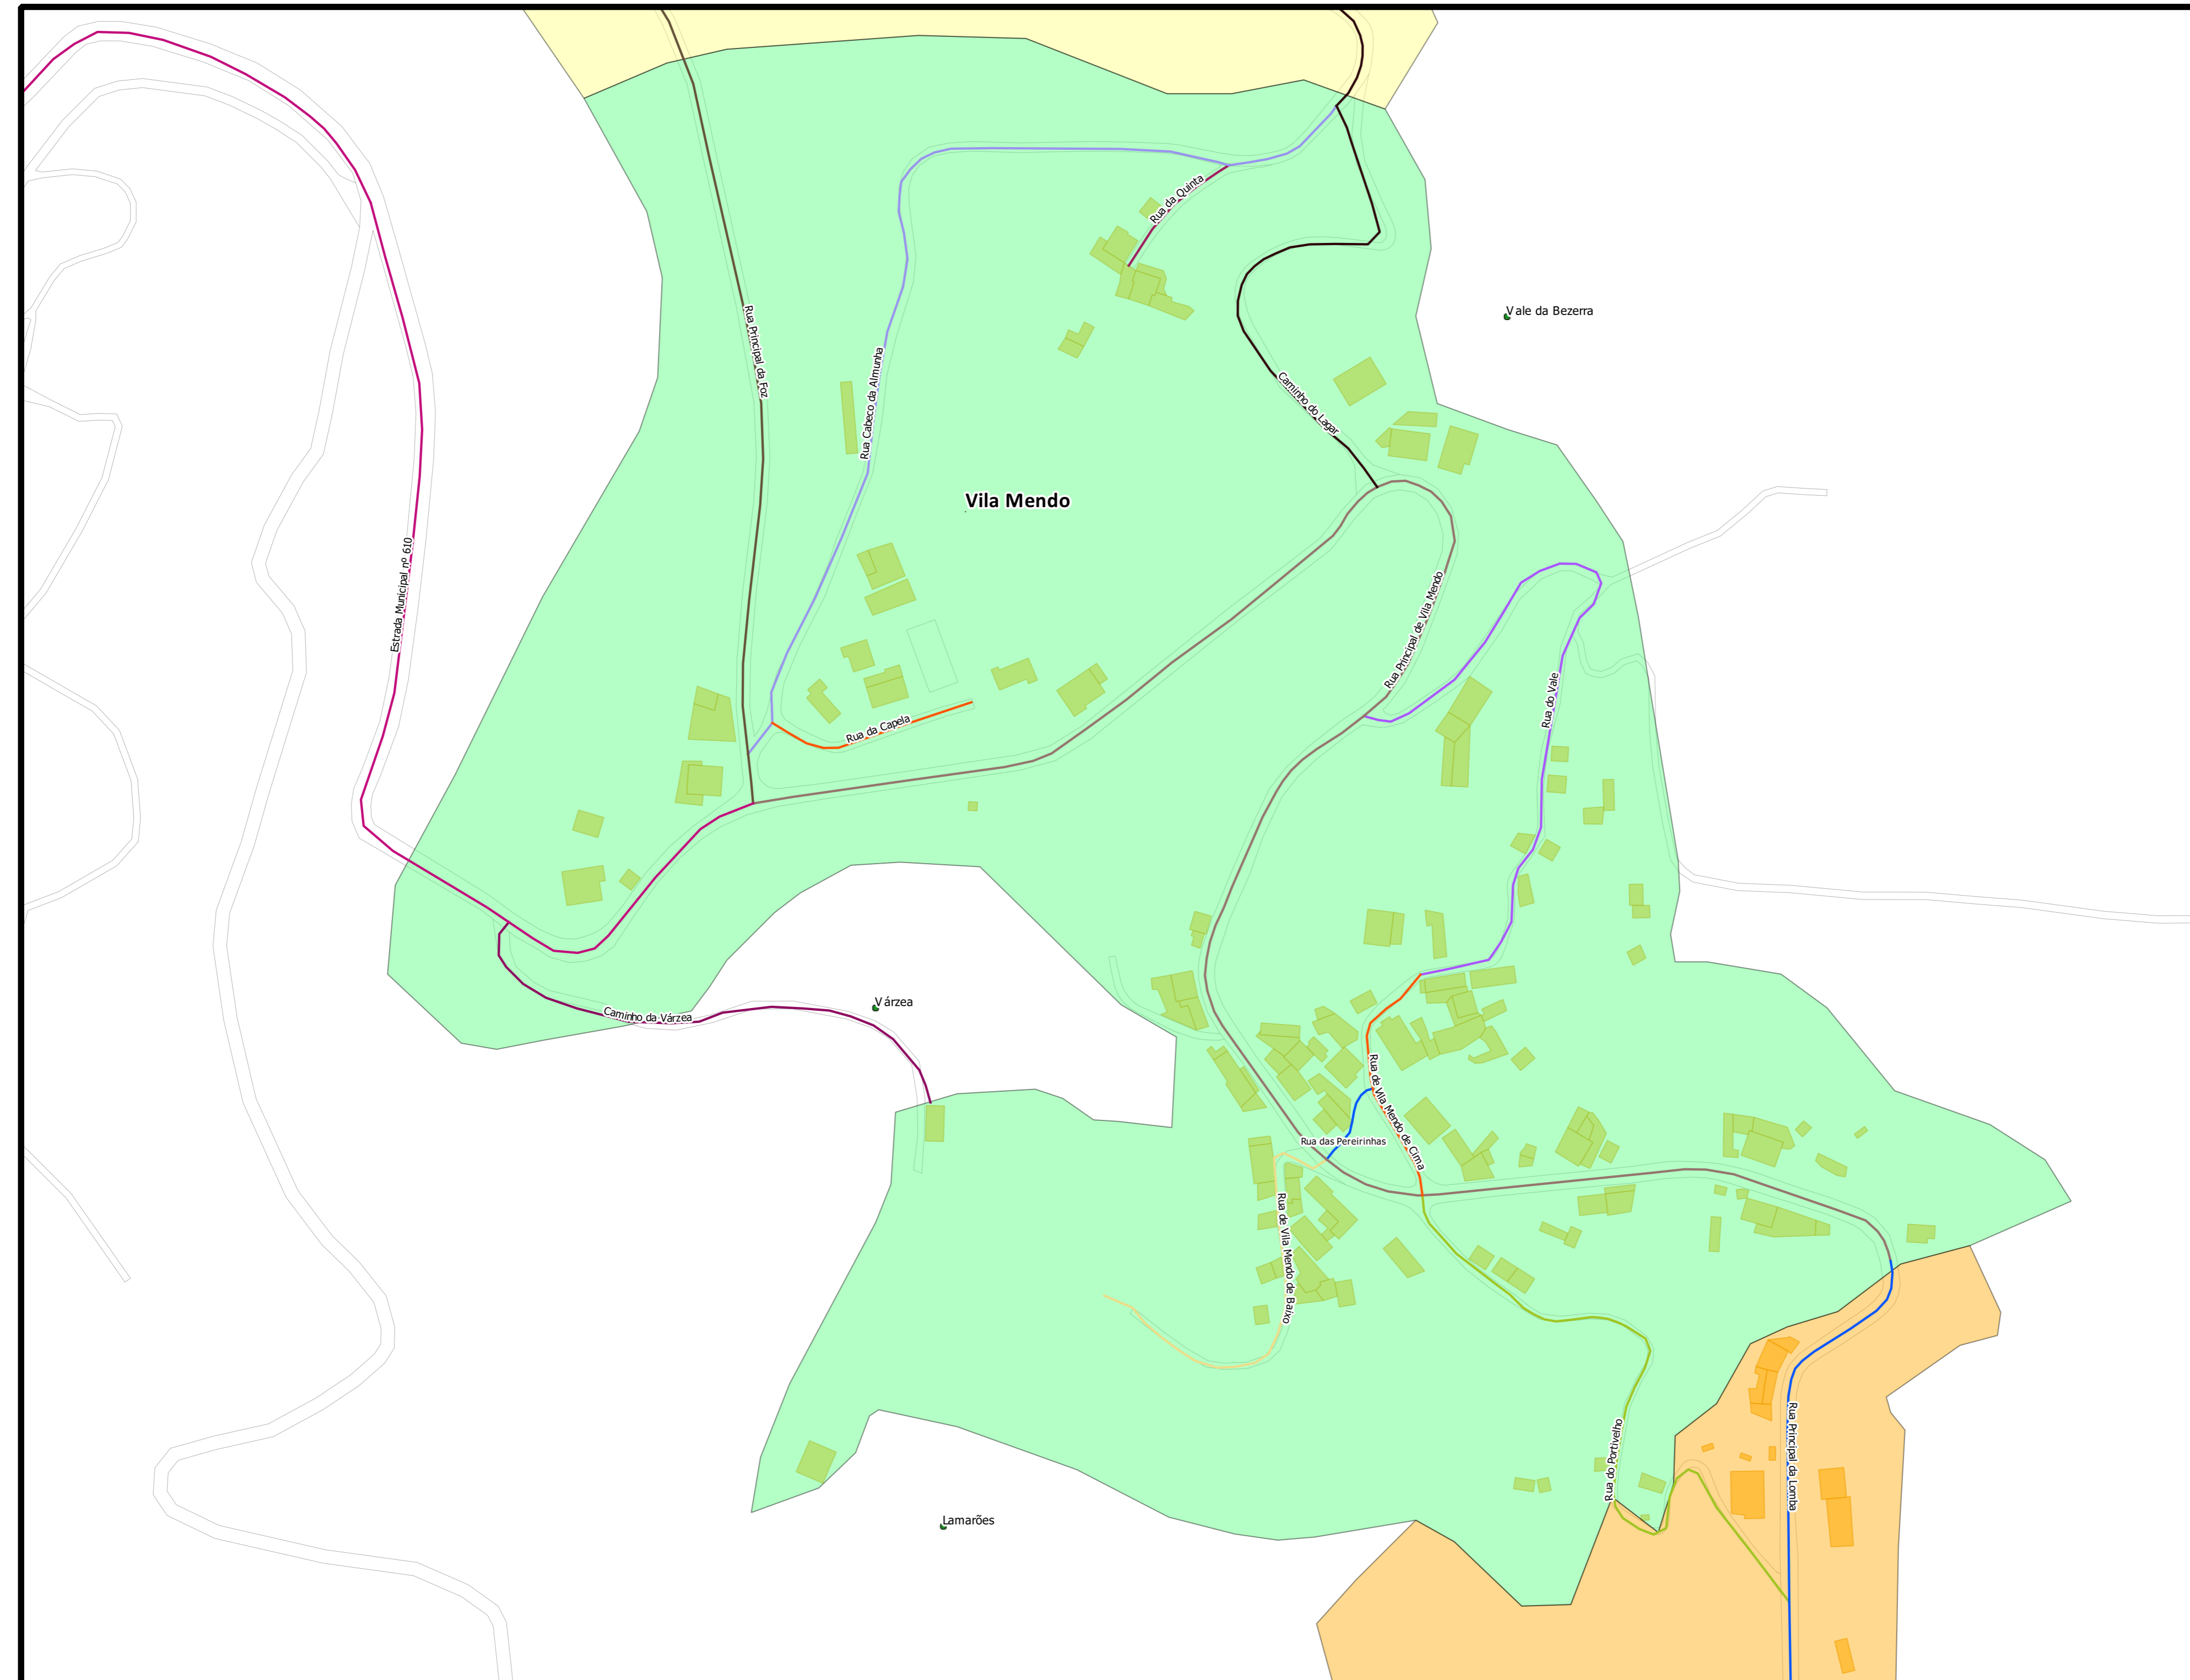 Rua da Quinta
Vale da Bezerra
Rua Principal da Foz
Rua Cabeco da Almunha
Caminho do Lagar
Vila Mendo
Estrada Municipal nº 610
Rua Principal de Vila Mendo
Rua do Vale
Rua da Capela
Várzea
Caminho da Várzea
Rua de Vila Mendo de Cima
Rua das Pereirinhas
Rua de Vila Mendo de Baixo
Rua do Portivelho
Rua Principal da Lomba
Lamarões